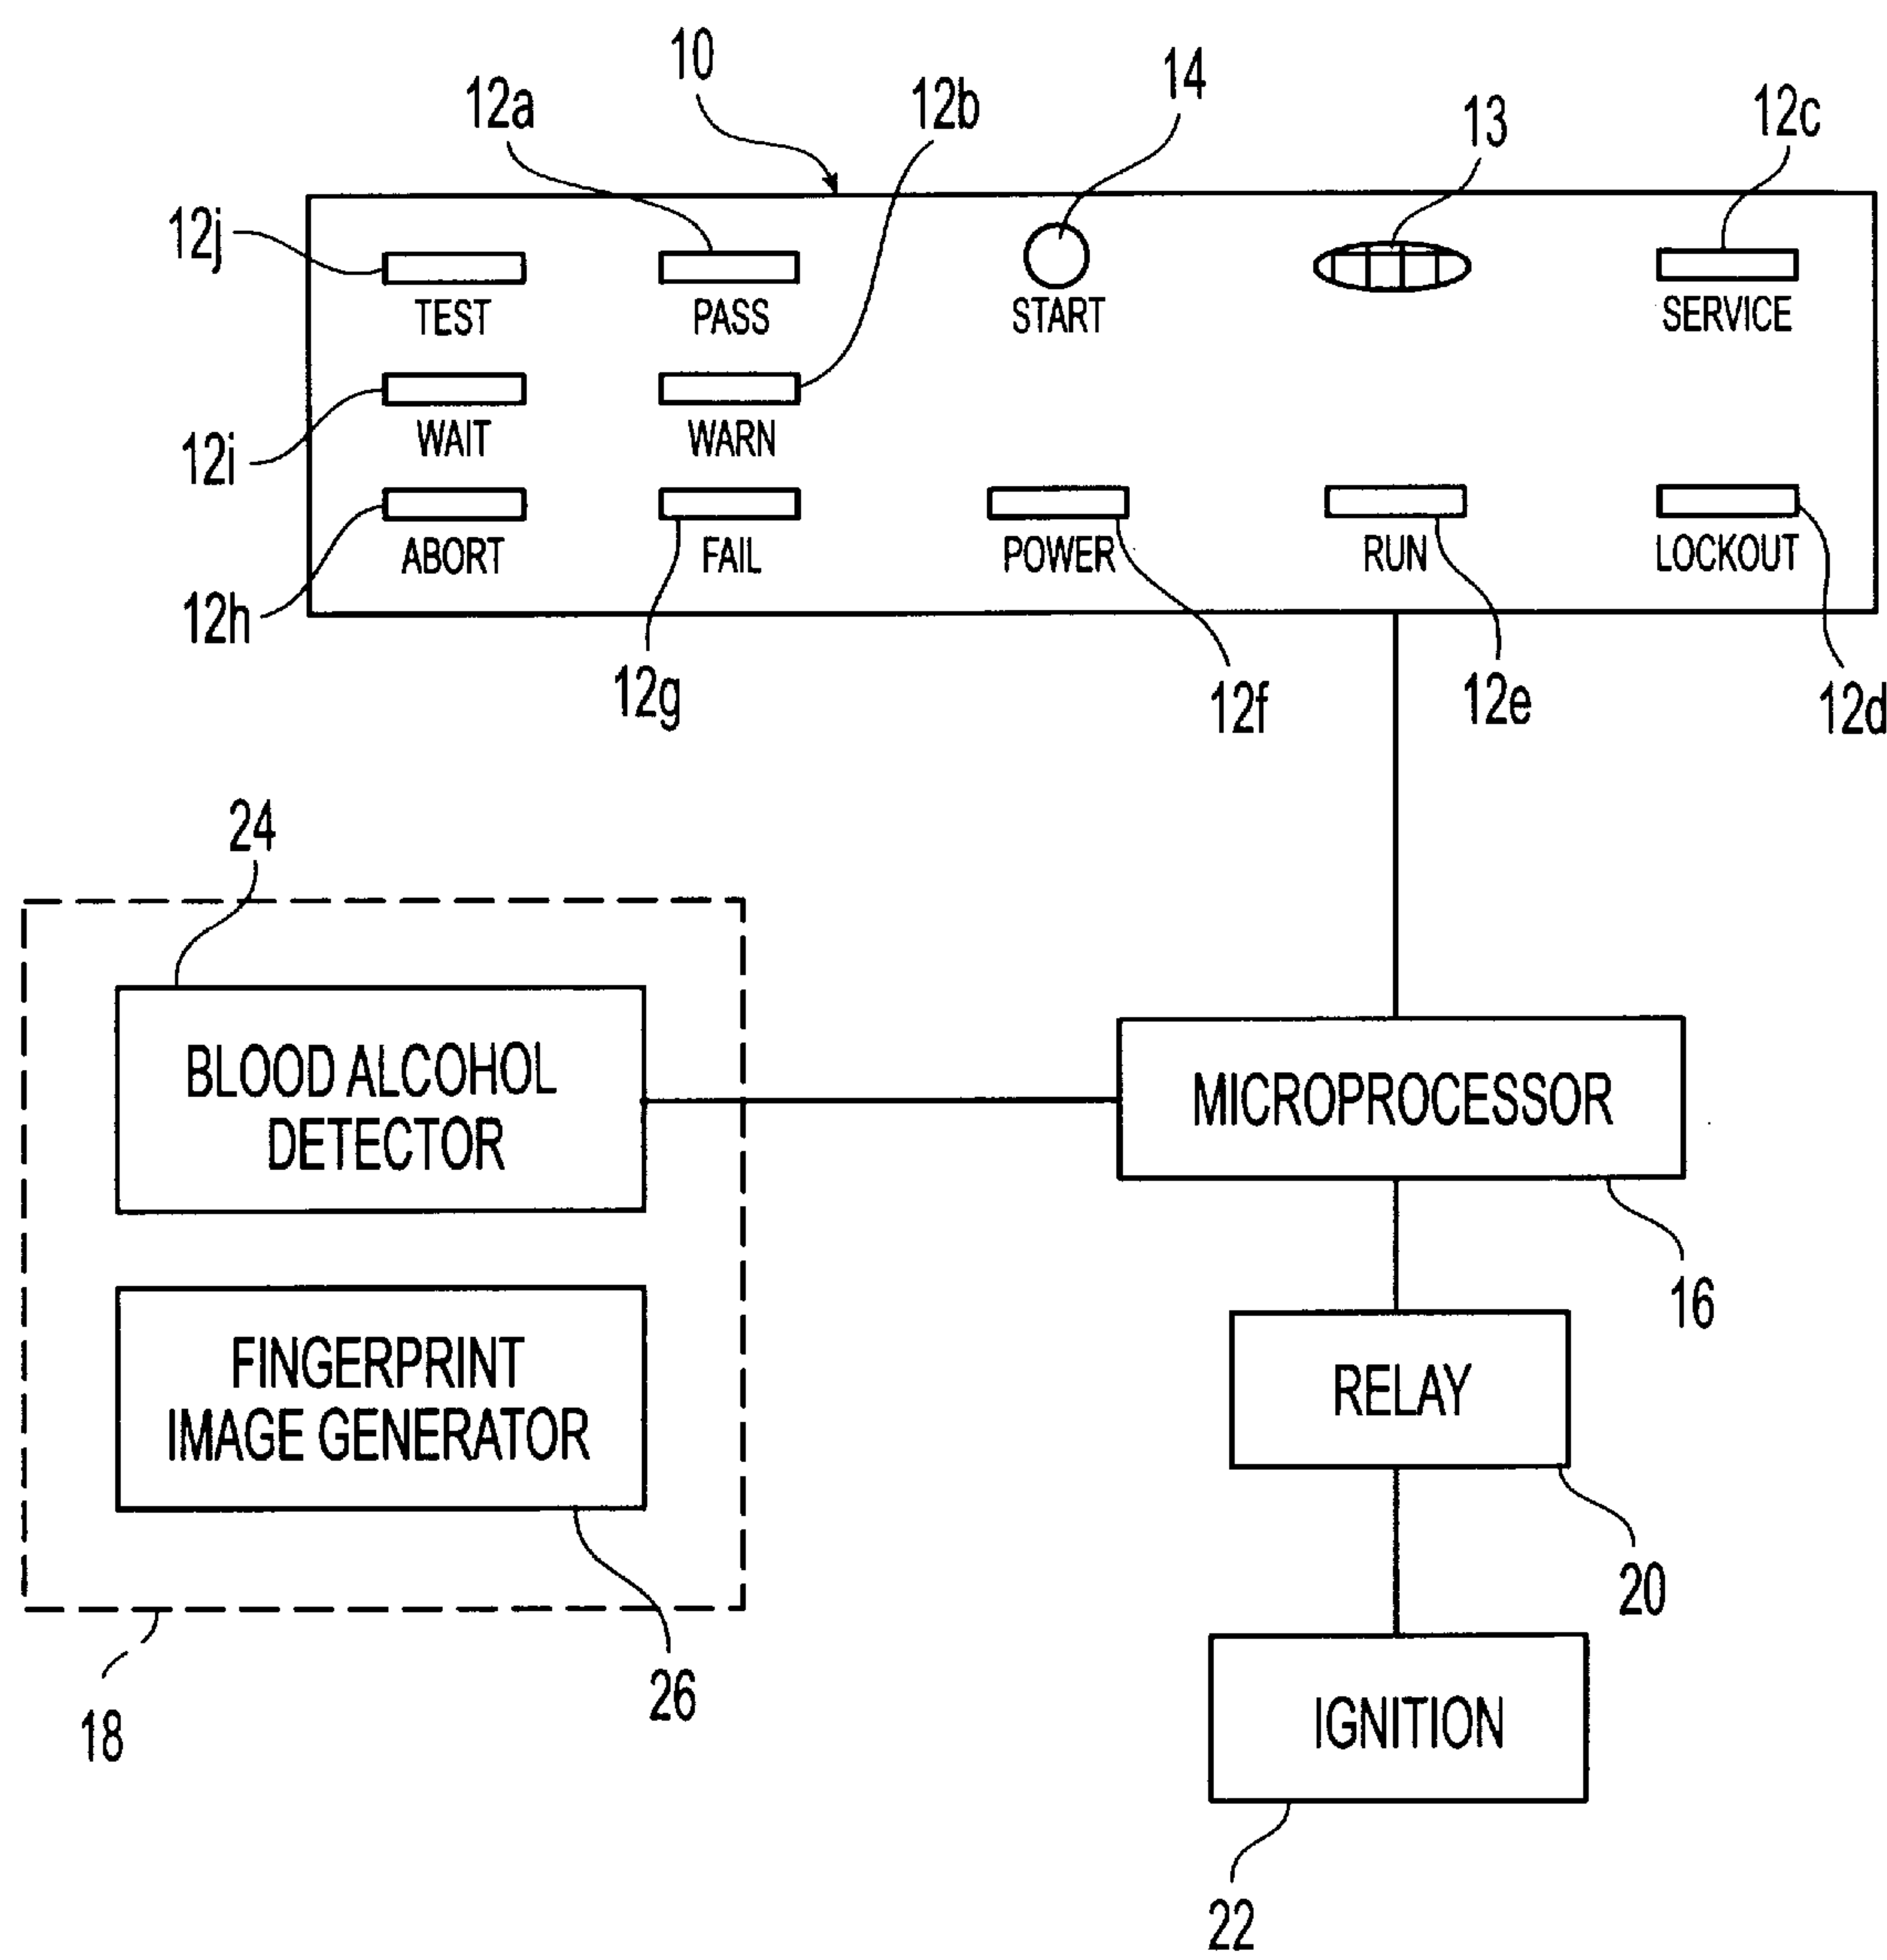 10
14
12a
12b
13
12c
12j
TEST
PASS
START
SERVICE
12i
WAIT
WARN
12h
ABORT
FAIL
POWER
RUN
LOCKOUT
12g
12f
12e
12d
24
BLOOD ALCOHOL
DETECTOR
MICROPROCESSOR
16
FINGERPRINT
IMAGE GENERATOR
RELAY
20
26
18
IGNITION
22